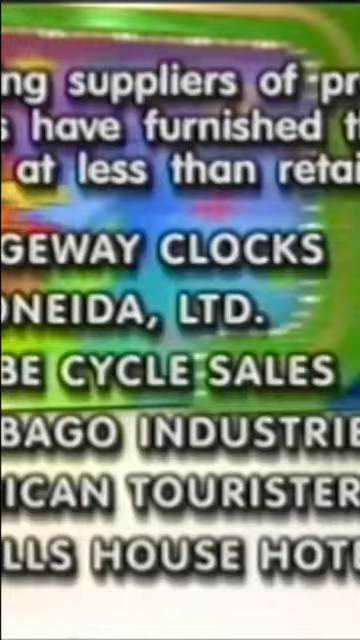 ng suppliers of pr
s have furnished t
at less than retai
GEWAY CLOCKS
ONEIDA, LTD.
BE CYCLE SALES
BAGO INDUSTRIE
ICAN TOURISTER
LLS HOUSE HOTE